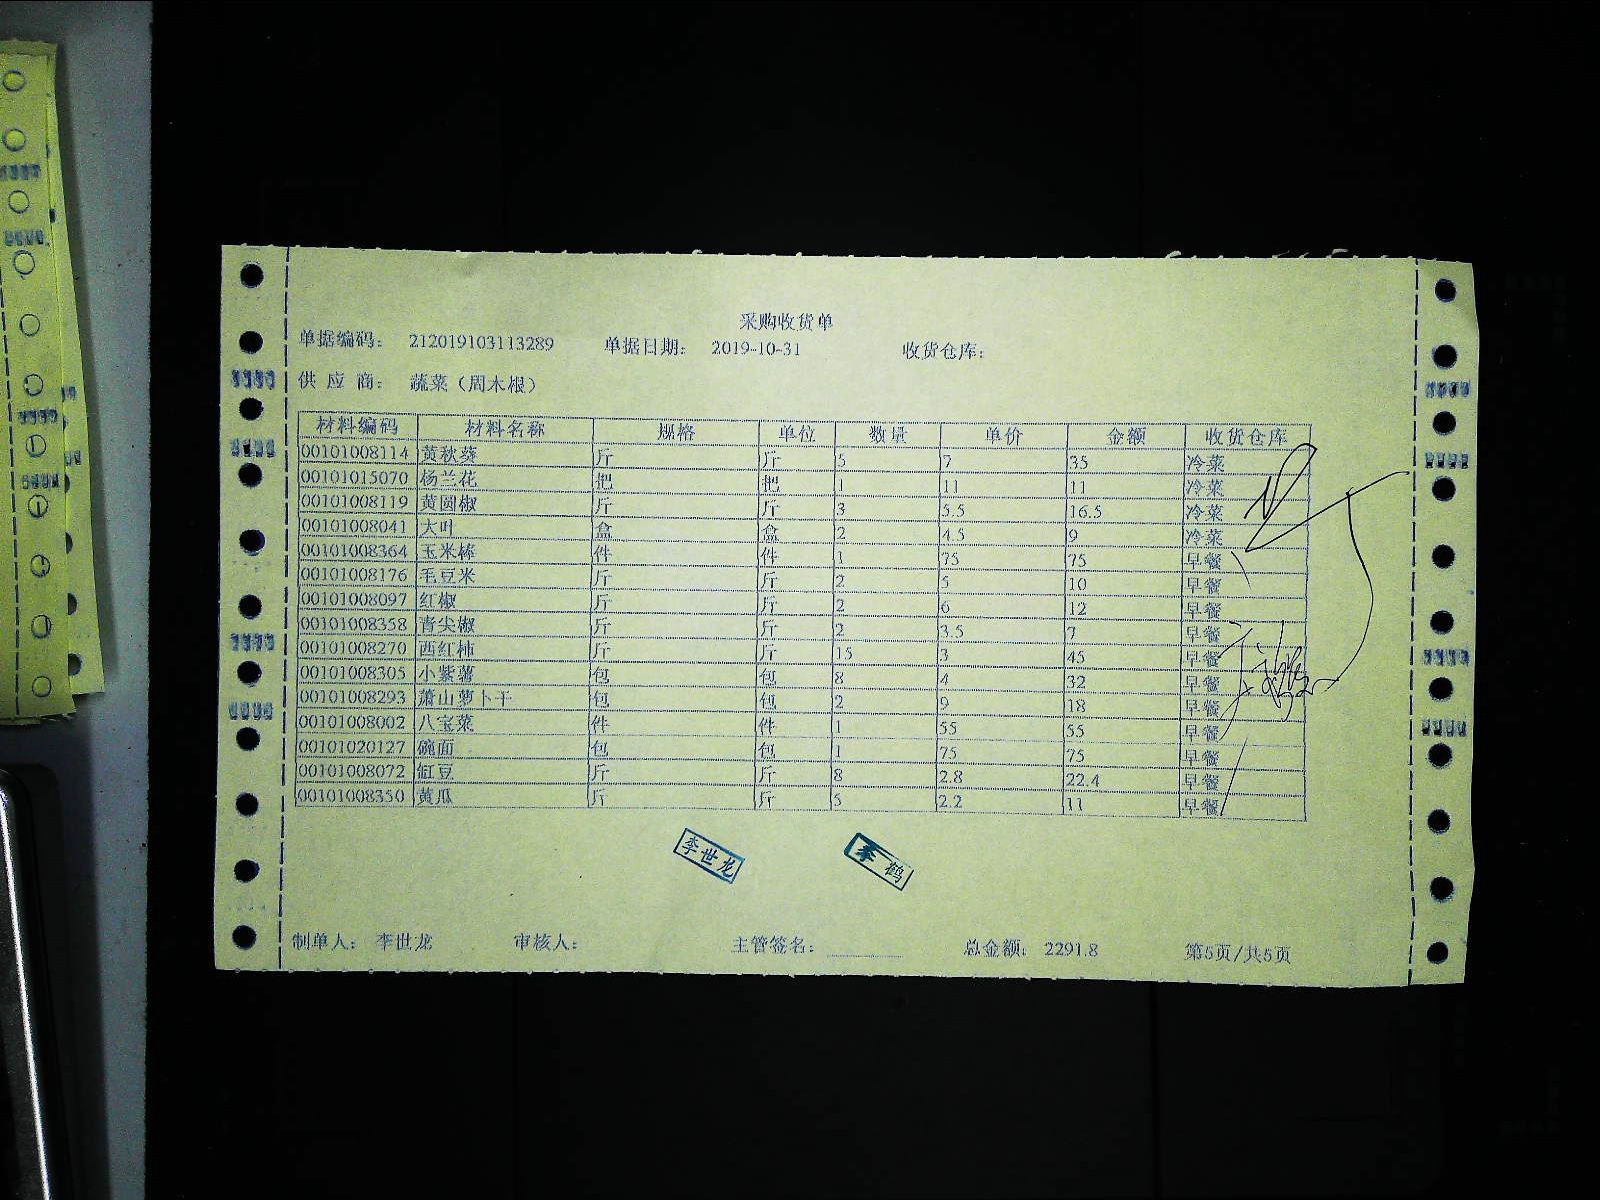 采购收货单
单据编码： 212019103113289 单据日期： 2019-10-31 收货仓库：
供 应 商： 蔬菜（周木根）
材料编码 材料名称 规格 单位 数量 单价 金额 收货仓库
00101008114 黄秋葵 斤 斤 5 7 35 冷菜
00101015070 杨兰花 把 把 1 11 11 冷菜
00101008119 黄圆椒 斤 斤 3 5.5 16.5 冷菜
00101008041 大叶 盒 盒 2 4.5 9 冷菜
00101008364 玉米棒 件 件 1 75 75 早餐
00101008176 毛豆米 斤 斤 2 5 10 早餐
00101008097 红椒 斤 斤 2 6 12 早餐
00101008358 青尖椒 斤 斤 2 3.5 7 早餐
00101008270 西红柿 斤 斤 15 3 45 早餐
00101008305 小紫薯 包 包 8 4 32 早餐
00101008293 萧山萝卜干 包 包 2 9 18 早餐
00101008002 八宝菜 件 件 1 55 55 早餐
00101020127 碗面 包 包 1 75 75 早餐
00101008072 缸豆 斤 斤 8 2.8 22.4 早餐
00101008350 黄瓜 斤 斤 5 2.2 11 早餐
李世龙 李鹤
制单人： 李世龙 审核人： 主管签名： 总金额： 2291.8 第5页/共5页